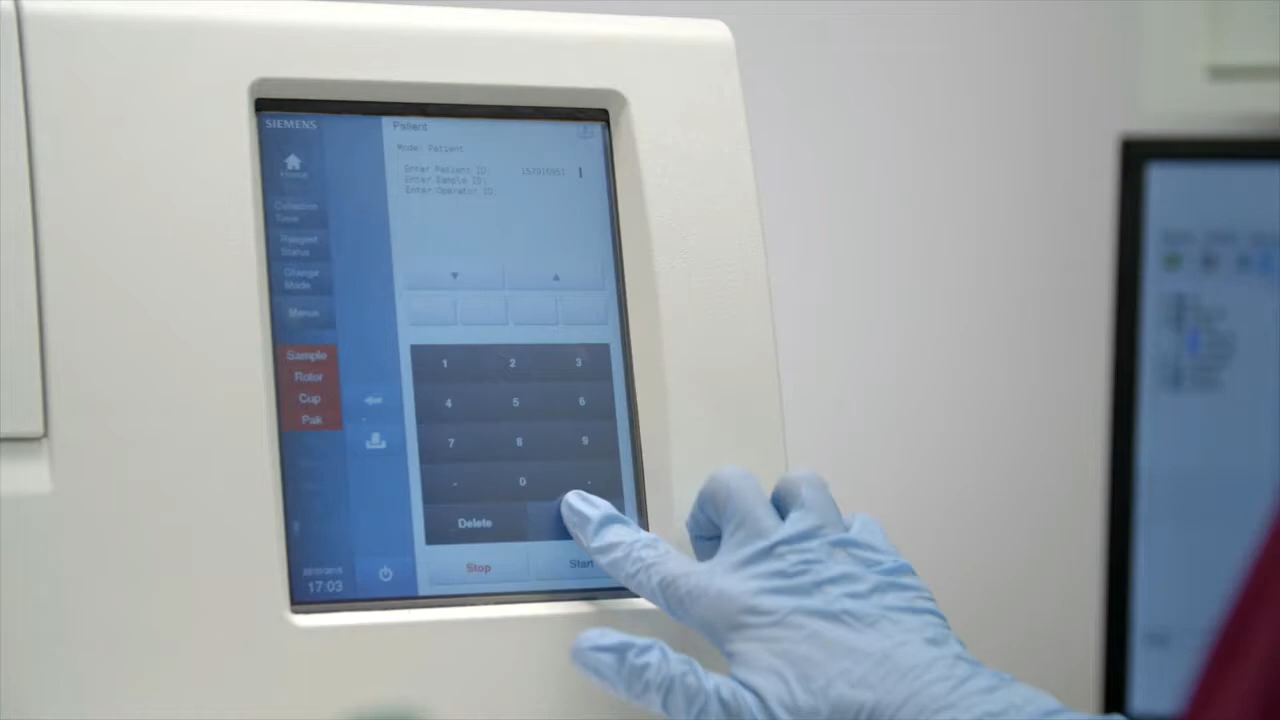 SIEMENS
Patient
Mode: Patient
Home
Enter Patient ID:
Enter Sample ID:
Enter Operator ID:
Reagent
Status
Change
Mode
Menus
Sample
Rotor
Cup
Pak
1 2 3
4 5 6
7 8 9
- 0 .
Delete
Stop Start
17:03